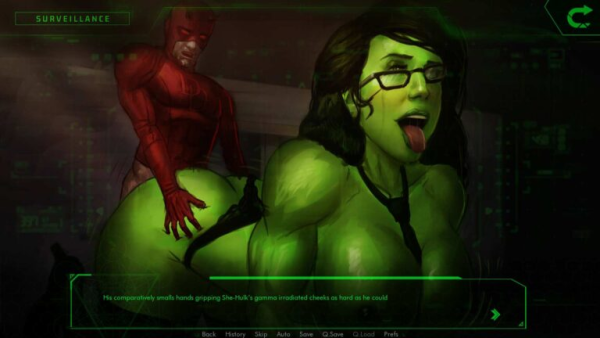 SURVEILLANCE
His comparatively smalls hands gripping She-Hulk's gamma irradiated cheeks as hard as he could
Back History Skip Auto Save Q.Save Q.Load Prefs